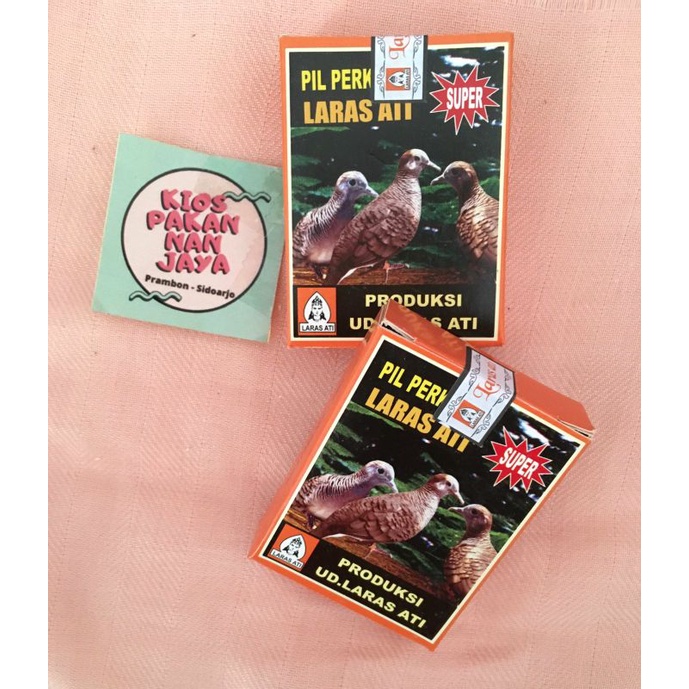 KIOS
PAKAN
NAN
JAYA
Prambon - Sidoarjo
PIL PERK
LARAS ATI
SUPER
LARAS ATI
PRODUKSI
UD.LARAS ATI
PIL PERK
LARAS ATI
SUPER
LARAS ATI
PRODUKSI
UD.LARAS ATI